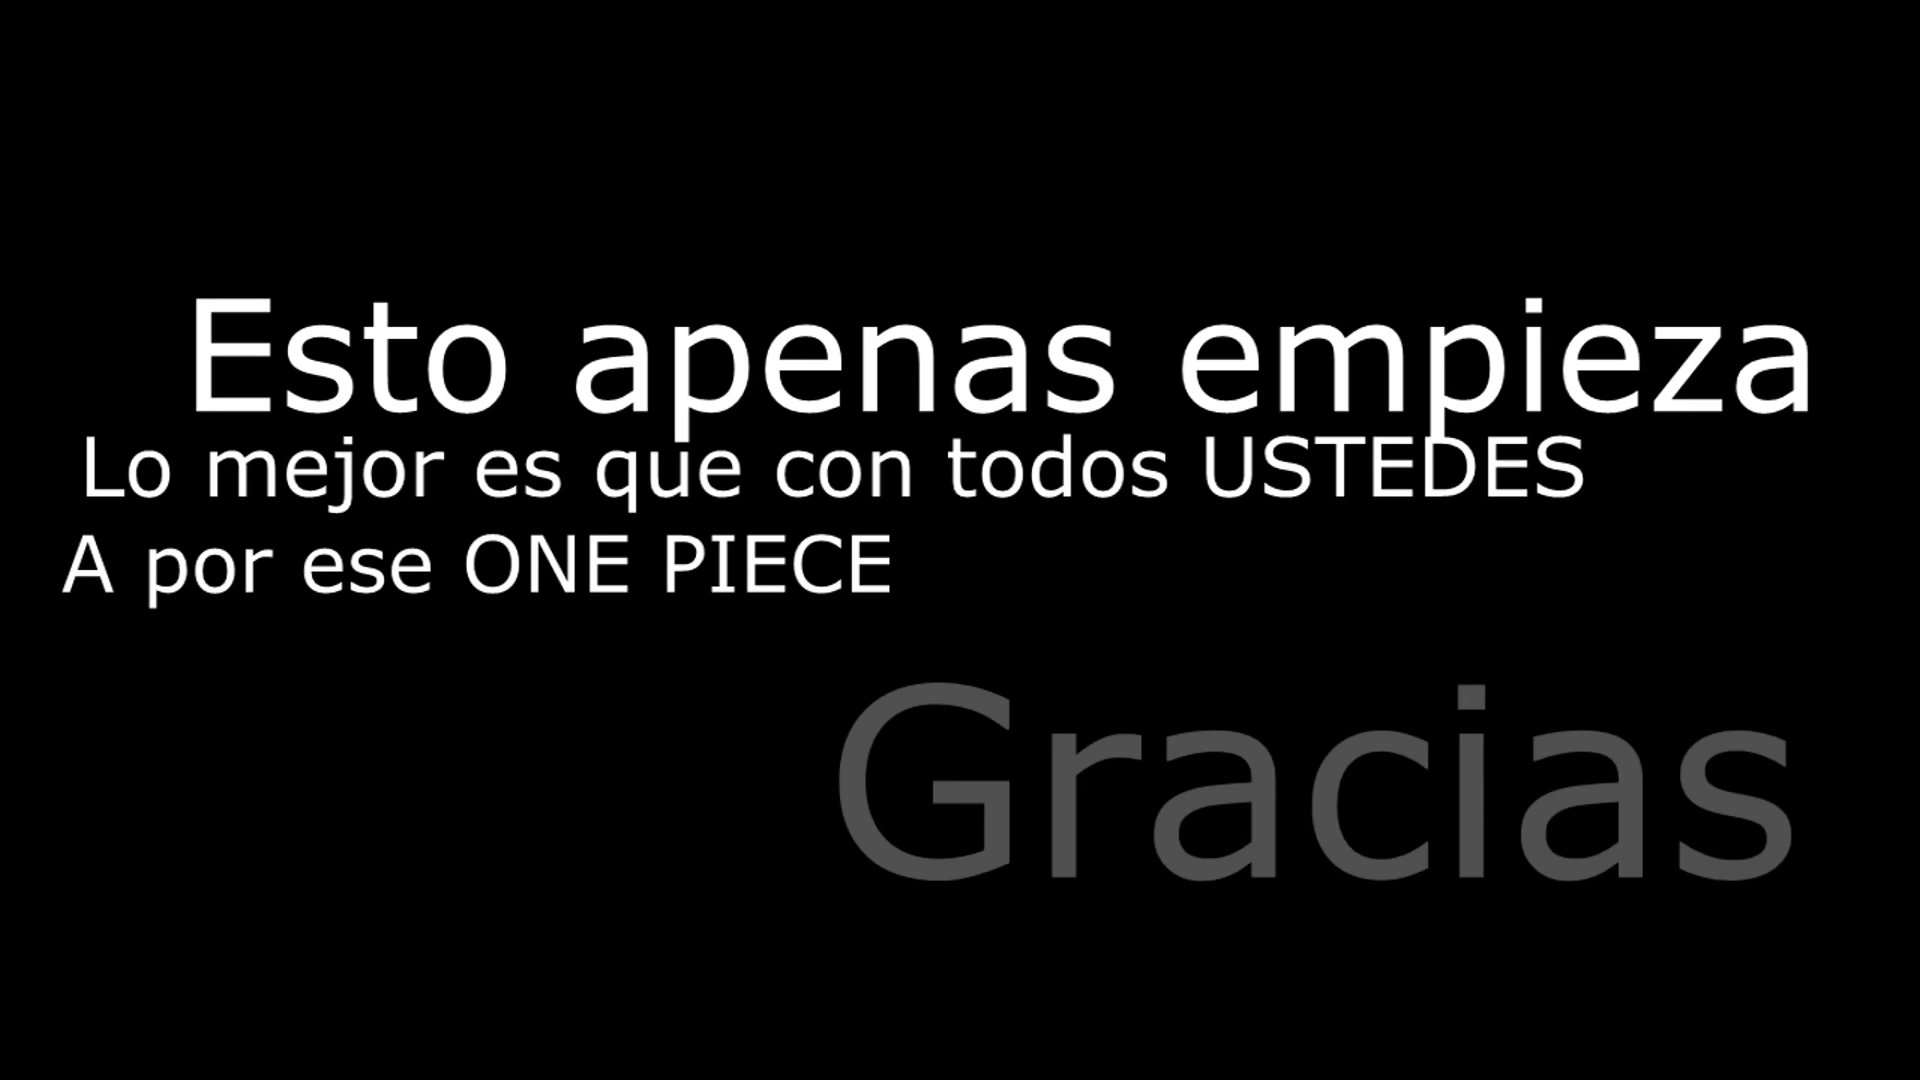 Esto apenas empieza
Lo mejor es que con todos USTEDES
A por ese ONE PIECE
Gracias